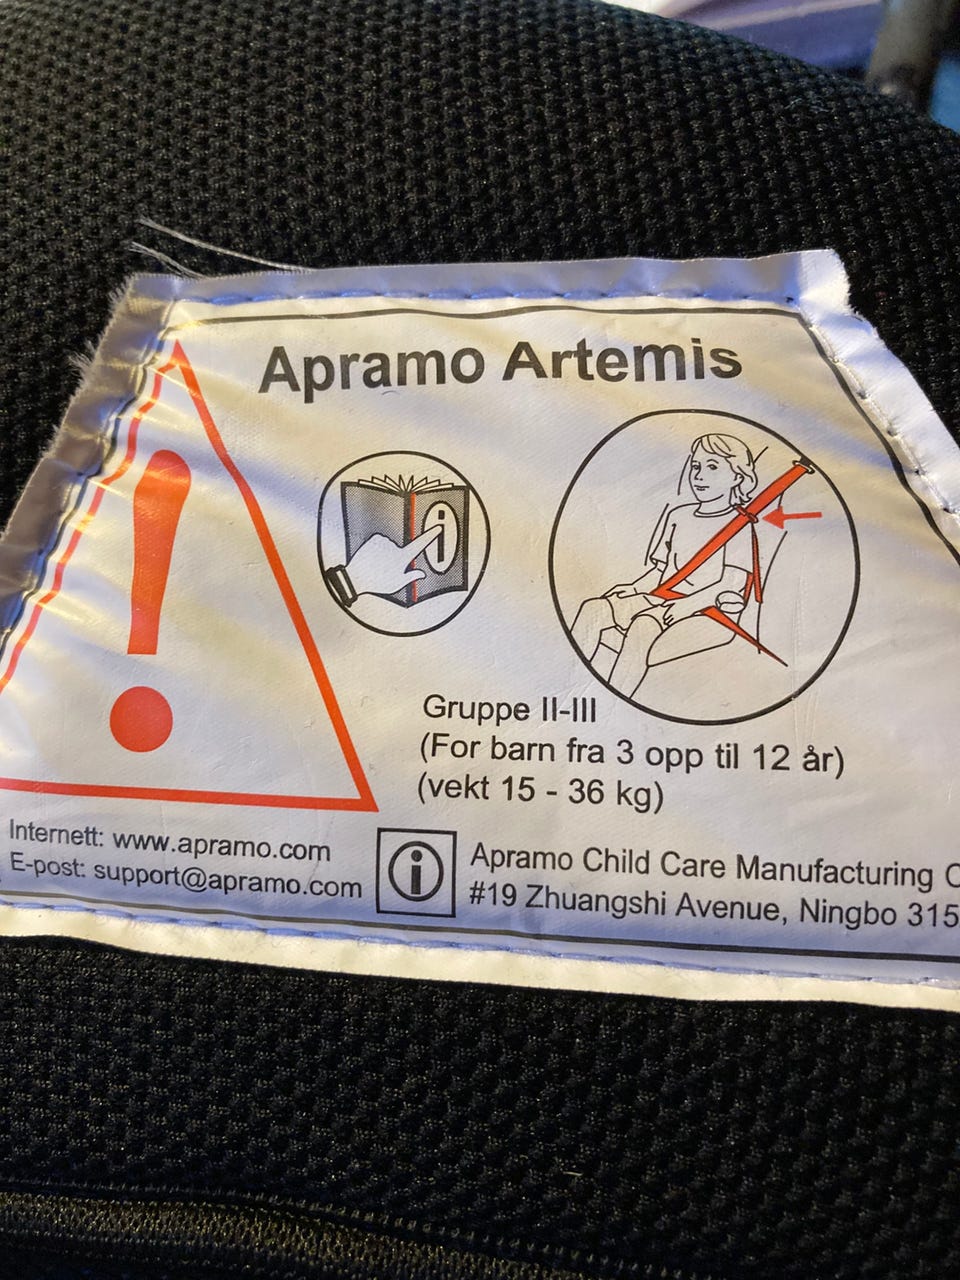 Apramo Artemis
Gruppe II-III
(For barn fra 3 opp til 12 år)
(vekt 15 - 36 kg)
Internett: www.apramo.com
E-post: support@apramo.com
i
Apramo Child Care Manufacturing
#19 Zhuangshi Avenue, Ningbo 315